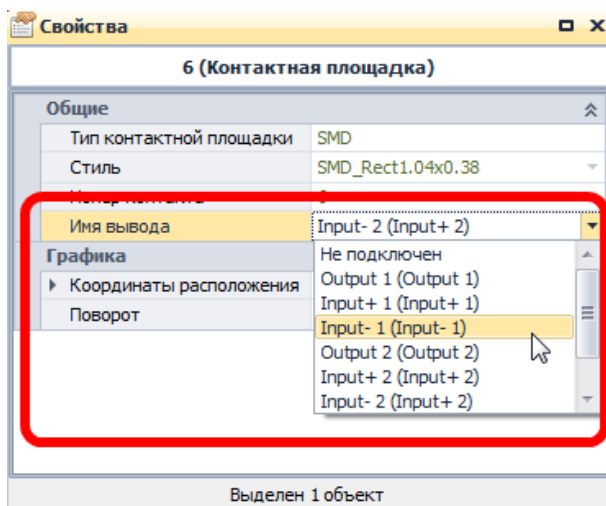 Свойства
6 (Контактная площадка)
Общие
Тип контактной площадки SMD
Стиль SMD_Rect1.04x0.38
Номер контакта
Имя вывода Input- 2 (Input+ 2)
Графика
Не подключен
Output 1 (Output 1)
Координаты расположения
Input+ 1 (Input+ 1)
Поворот
Input- 1 (Input- 1)
Output 2 (Output 2)
Input+ 2 (Input+ 2)
Input- 2 (Input+ 2)
Выделен 1 объект